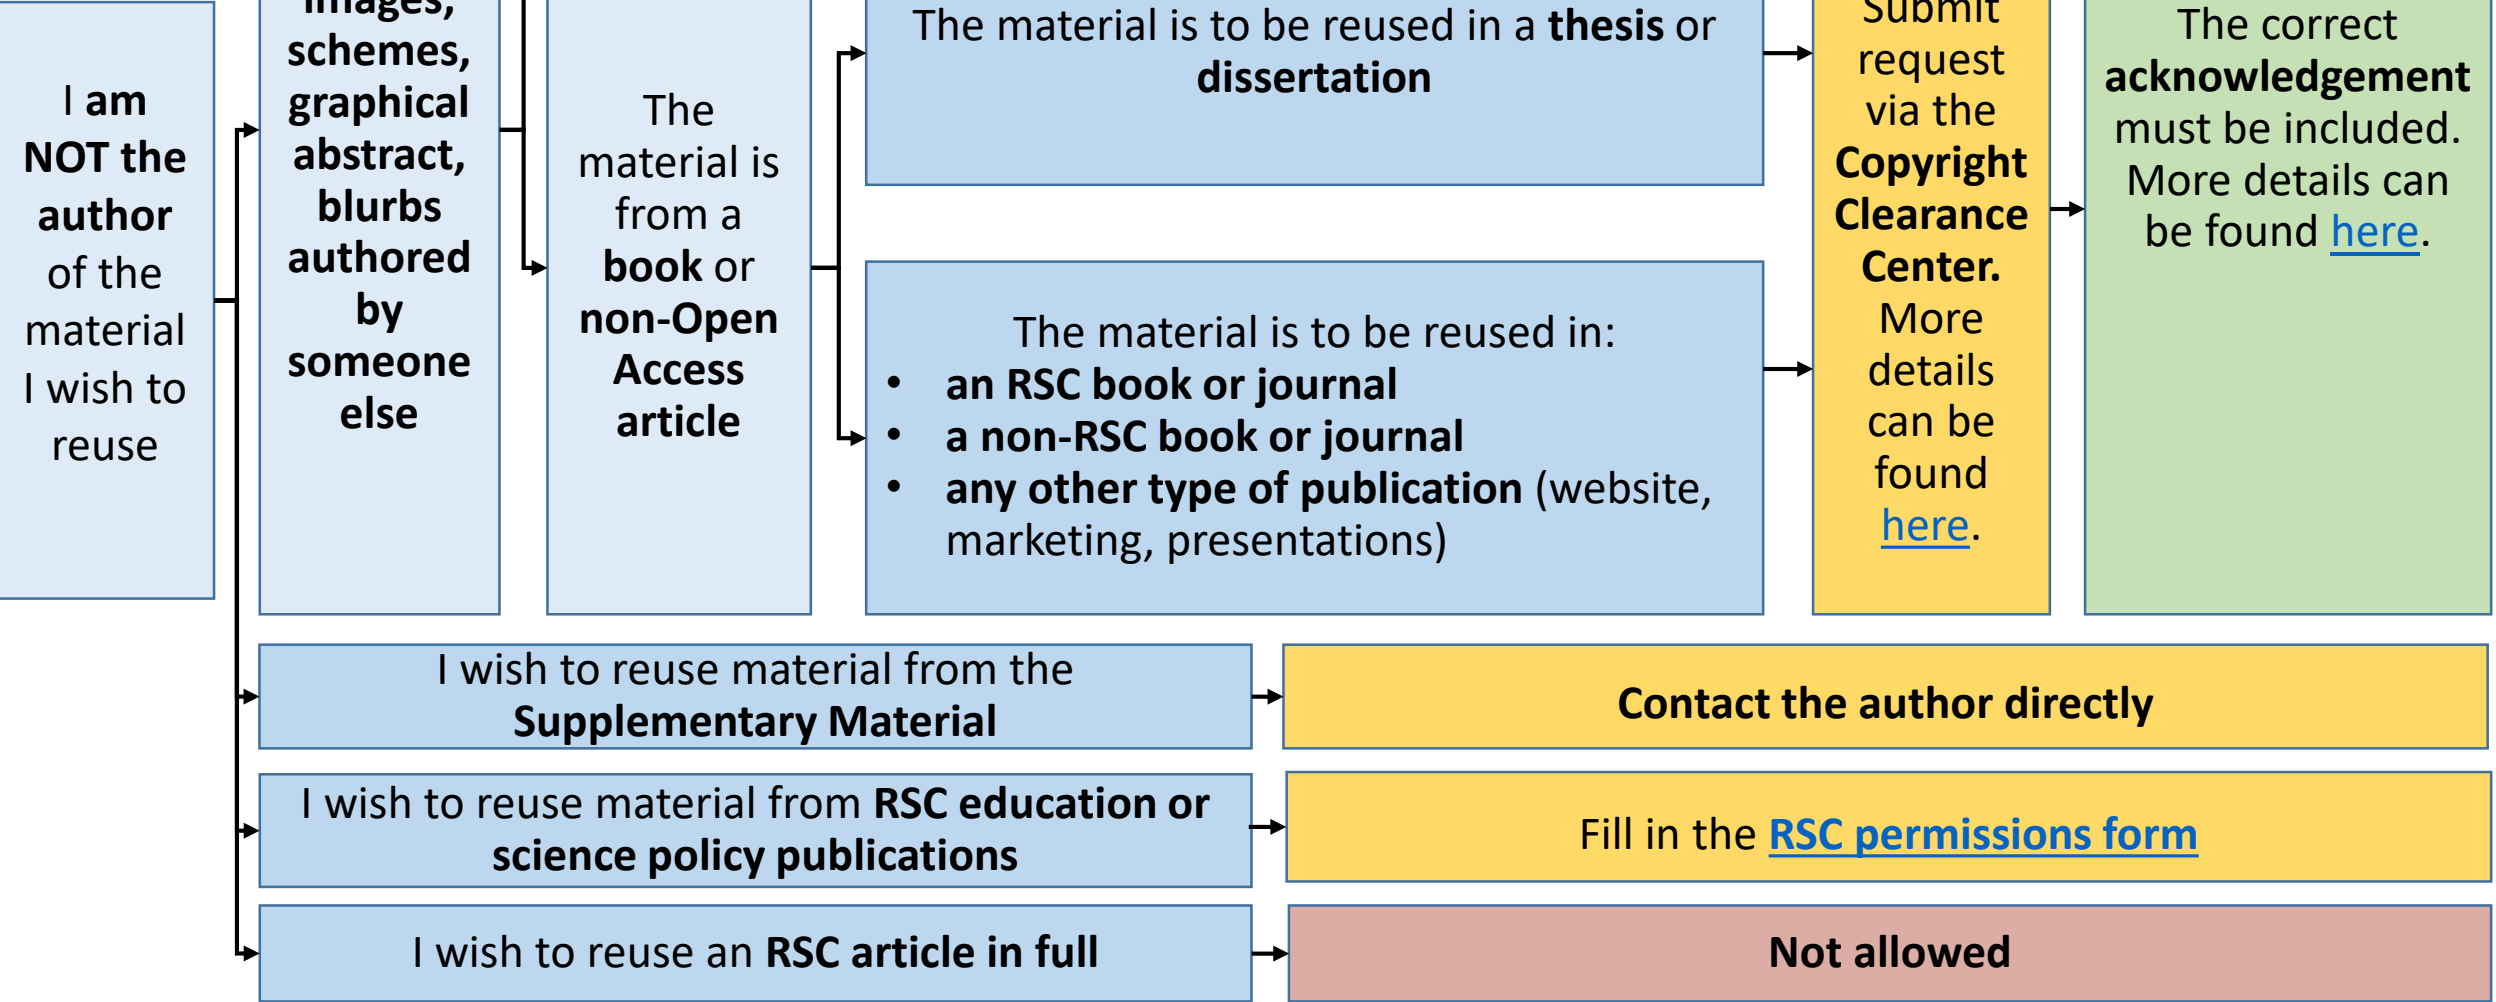 I am
NOT the
author
of the
material
I wish to
reuse
images,
schemes,
graphical
abstract,
blurbs
authored
by
someone
else
The
material is
from a
book or
non-Open
Access
article
The material is to be reused in a thesis or
dissertation
The material is to be reused in:
• an RSC book or journal
• a non-RSC book or journal
• any other type of publication (website,
marketing, presentations)
Submit
request
via the
Copyright
Clearance
Center.
More
details
can be
found
here.
The correct
acknowledgement
must be included.
More details can
be found here.
I wish to reuse material from the
Supplementary Material
Contact the author directly
I wish to reuse material from RSC education or
science policy publications
Fill in the RSC permissions form
I wish to reuse an RSC article in full
Not allowed